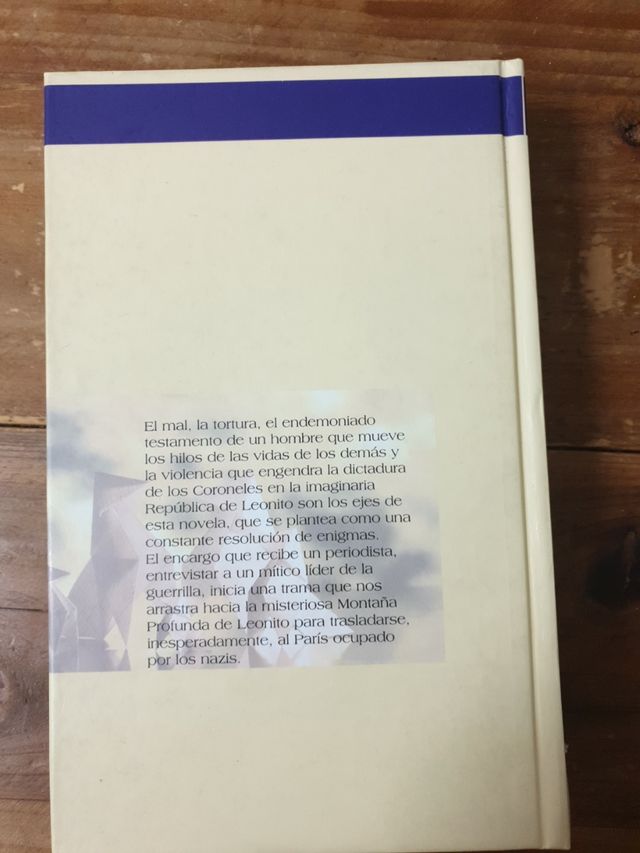 El mal, la tortura, el endemoniado
testamento de un hombre que mueve
los hilos de las vidas de los demás y
la violencia que engendra la dictadura
de los Coroneles en la imaginaria
República de Leonito son los ejes de
esta novela, que se plantea como una
constante resolución de enigmas.
El encargo que recibe un periodista,
entrevistar a un mítico líder de la
guerrilla, inicia una trama que nos
arrastra hacia la misteriosa Montaña
Profunda de Leonito para trasladarse,
inesperadamente, al París ocupado
por los nazis.